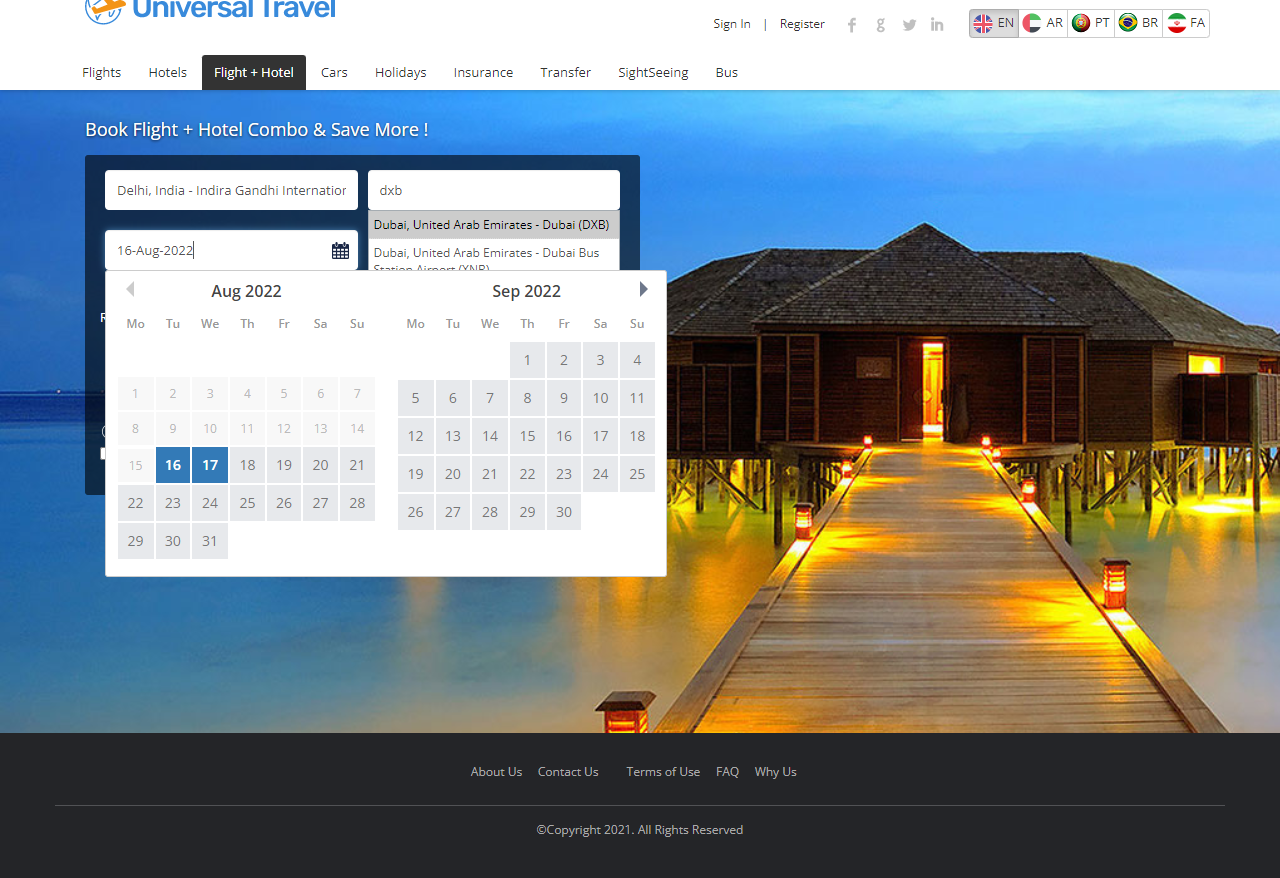 Universal Travel
Sign In | Register
EN AR PT BR FA
Flights Hotels Flight + Hotel Cars Holidays Insurance Transfer SightSeeing Bus
Book Flight + Hotel Combo & Save More !
Delhi, India - Indira Gandhi Internation
dxb
Dubai, United Arab Emirates - Dubai (DXB)
Dubai, United Arab Emirates - Dubai Bus
Station Airport (XNB)
16-Aug-2022
Aug 2022
Mo Tu We Th Fr Sa Su
1 2 3 4 5 6 7
8 9 10 11 12 13 14
15 16 17 18 19 20 21
22 23 24 25 26 27 28
29 30 31
Sep 2022
Mo Tu We Th Fr Sa Su
1 2 3 4
5 6 7 8 9 10 11
12 13 14 15 16 17 18
19 20 21 22 23 24 25
26 27 28 29 30
About Us Contact Us Terms of Use FAQ Why Us
©Copyright 2021. All Rights Reserved